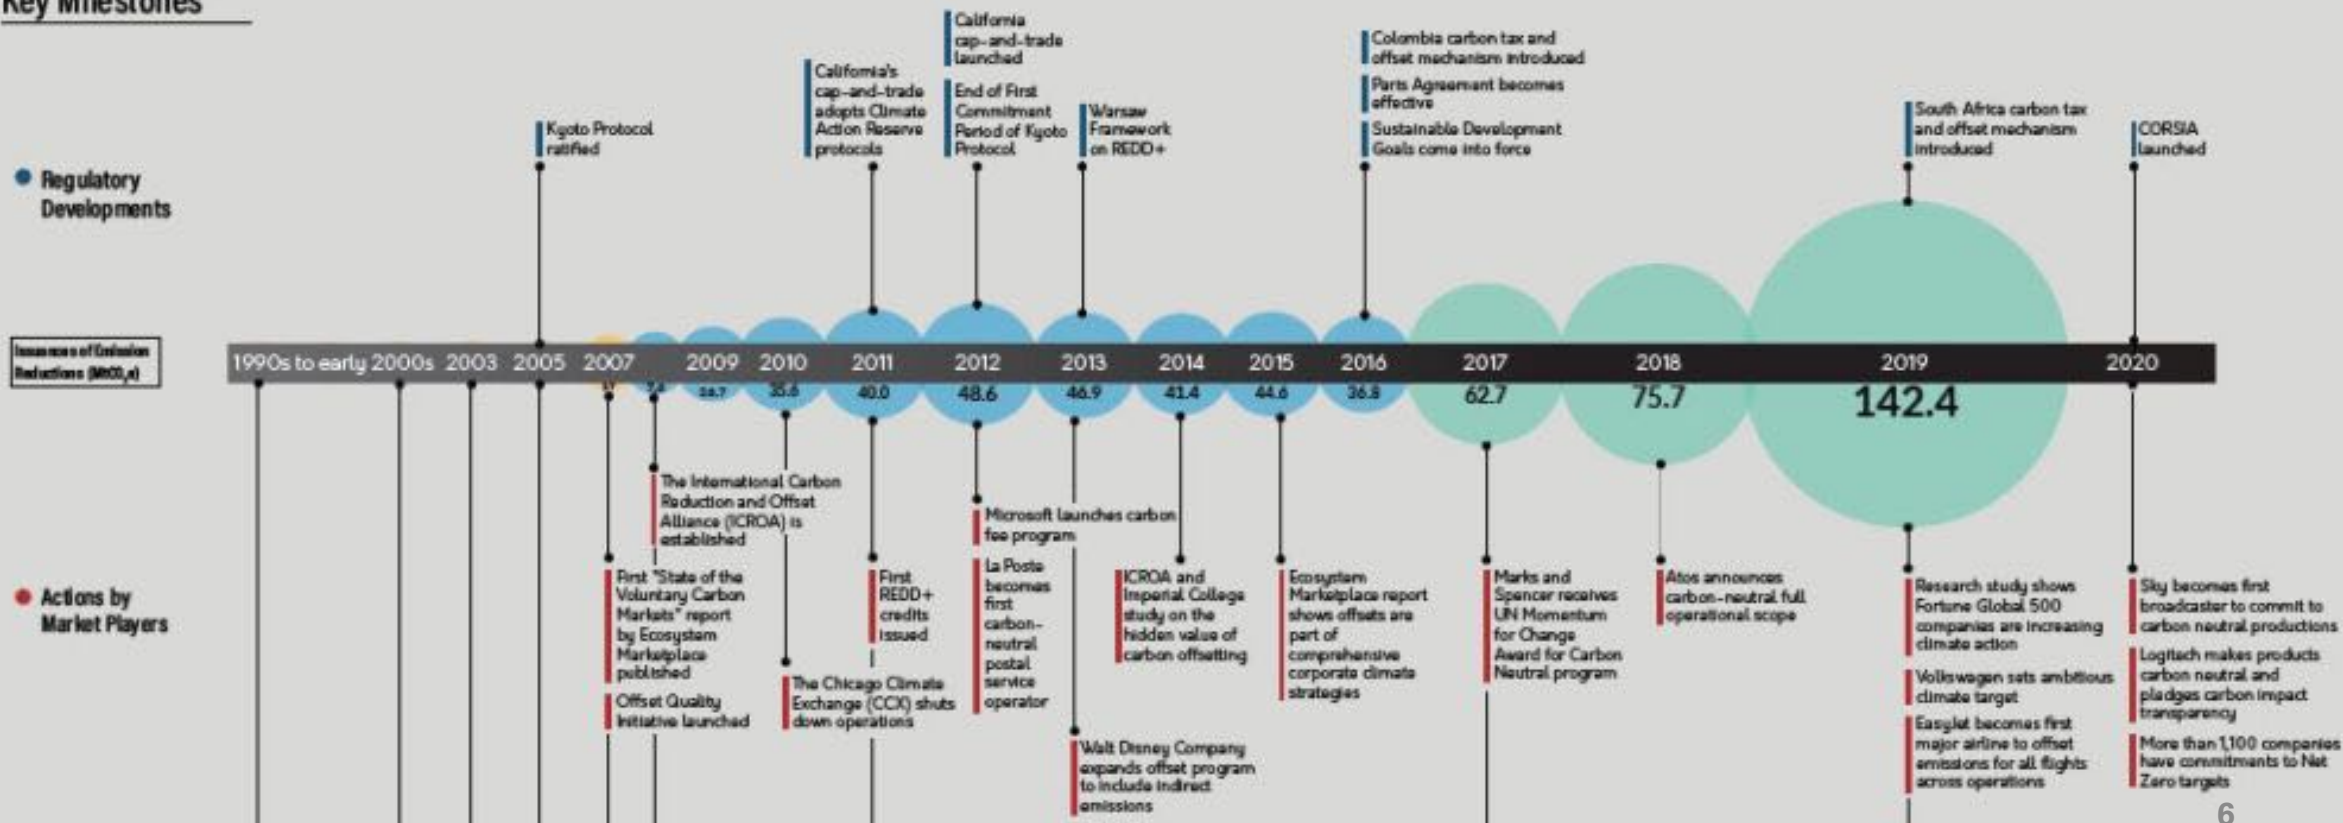 Key Milestones
California
cap-and-trade
launched
Colombia carbon tax and
offset mechanism introduced
California's
cap-and-trade
adopts Climate
Action Reserve
protocols
End of First
Commitment
Period of Kyoto
Protocol
Paris Agreement becomes
effective
Warsaw
Framework
on REDD+
South Africa carbon tax
and offset mechanism
introduced
Kyoto Protocol
ratified
Sustainable Development
Goals come into force
CORSIA
launched
Regulatory
Developments
Issuances of Emission
Reductions (MtCO₂e)
1990s to early 2000s 2003 2005 2007 2009 2010 2011 2012 2013 2014 2015 2016 2017 2018 2019 2020
35.6 40.0 48.6 46.9 41.4 44.6 36.8 62.7 75.7 142.4
The International Carbon
Reduction and Offset
Alliance (ICROA) is
established
Microsoft launches carbon
fee program
La Poste
becomes
first
carbon-
neutral
postal
service
operator
Actions by
Market Players
First "State of the
Voluntary Carbon
Markets" report
by Ecosystem
Marketplace
published
Offset Quality
Initiative launched
The Chicago Climate
Exchange (CCX) shuts
down operations
First
REDD+
credits
issued
Walt Disney Company
expands offset program
to include indirect
emissions
ICROA and
Imperial College
study on the
hidden value of
carbon offsetting
Ecosystem
Marketplace report
shows offsets are
part of
comprehensive
corporate climate
strategies
Marks and
Spencer receives
UN Momentum
for Change
Award for Carbon
Neutral program
Atos announces
carbon-neutral full
operational scope
Research study shows
Fortune Global 500
companies are increasing
climate action
Volkswagen sets ambitious
climate target
EasyJet becomes first
major airline to offset
emissions for all flights
across operations
Sky becomes first
broadcaster to commit to
carbon neutral productions
Logitech makes products
carbon neutral and
pledges carbon impact
transparency
More than 1,100 companies
have commitments to Net
Zero targets
6